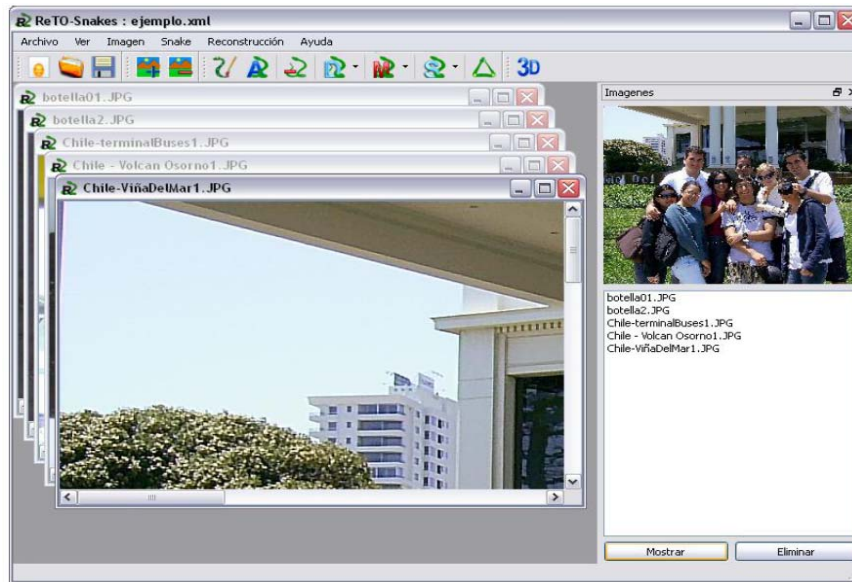 ReTO-Snakes : ejemplo.xml
Archivo Ver Imagen Snake Reconstrucción Ayuda
3D
botella01.JPG
botella2.JPG
Chile-terminalBuses1.JPG
Chile - Volcan Osorno1.JPG
Chile-ViñaDelMar1.JPG
Imagenes
botella01.JPG
botella2.JPG
Chile-terminalBuses1.JPG
Chile - Volcan Osorno1.JPG
Chile-ViñaDelMar1.JPG
Mostrar Eliminar